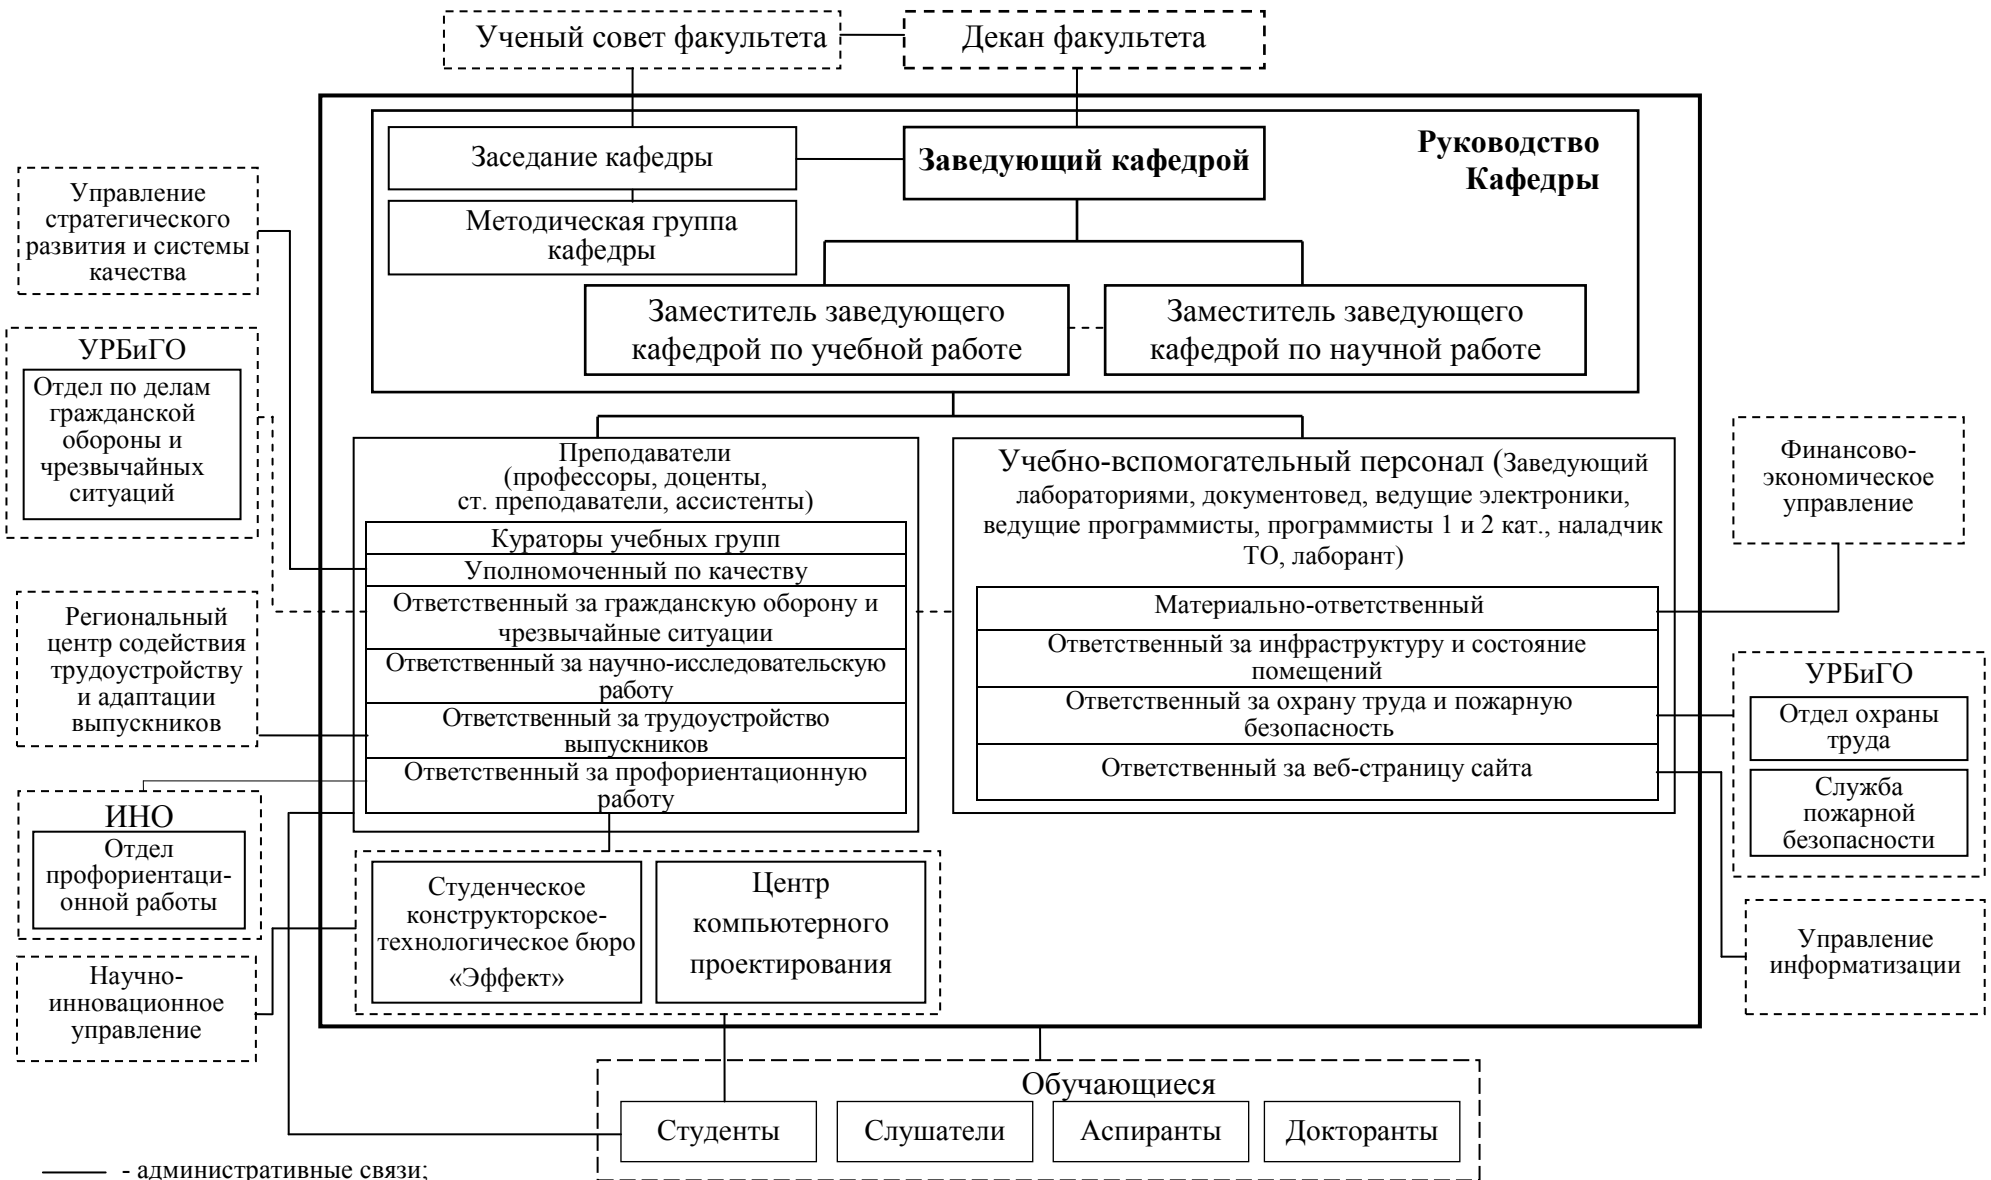 Ученый совет факультета
Декан факультета
Руководство
Кафедры
Заседание кафедры
Заведующий кафедрой
Методическая группа
кафедры
Заместитель заведующего
кафедрой по учебной работе
Заместитель заведующего
кафедрой по научной работе
Управление
стратегического
развития и системы
качества
УРБиГО
Отдел по делам
гражданской
обороны и
чрезвычайных
ситуаций
Региональный
центр содействия
трудоустройству
и адаптации
выпускников
ИНО
Отдел
профориентаци-
онной работы
Научно-
инновационное
управление
Преподаватели
(профессоры, доценты,
ст. преподаватели, ассистенты)
Кураторы учебных групп
Уполномоченный по качеству
Ответственный за гражданскую оборону и
чрезвычайные ситуации
Ответственный за научно-исследовательскую
работу
Ответственный за трудоустройство
выпускников
Ответственный за профориентационную
работу
Учебно-вспомогательный персонал (Заведующий
лабораториями, документовед, ведущие электроники,
ведущие программисты, программисты 1 и 2 кат., наладчик
ТО, лаборант)
Материально-ответственный
Ответственный за инфраструктуру и состояние
помещений
Ответственный за охрану труда и пожарную
безопасность
Ответственный за веб-страницу сайта
Финансово-
экономическое
управление
УРБиГО
Отдел охраны
труда
Служба
пожарной
безопасности
Управление
информатизации
Студенческое
конструкторское-
технологическое бюро
«Эффект»
Центр
компьютерного
проектирования
Обучающиеся
Студенты
Слушатели
Аспиранты
Докторанты
- административные связи;